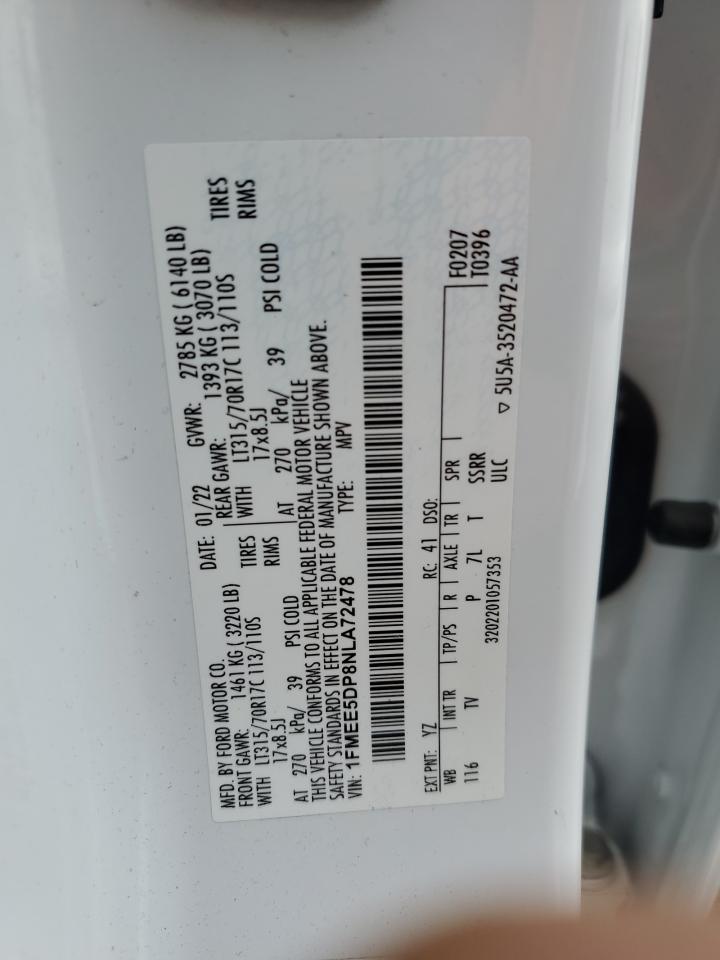 MFD. BY FORD MOTOR CO.
DATE: 01/22 GVWR: 2785 KG ( 6140 LB)
FRONT GAWR: 1461 KG ( 3220 LB) REAR GAWR: 1393 KG ( 3070 LB)
WITH LT315/70R17C 113/110S TIRES WITH LT315/70R17C 113/110S TIRES
17x8.5J RIMS 17x8.5J RIMS
AT 270 kPa/ 39 PSI COLD AT 270 kPa/ 39 PSI COLD
THIS VEHICLE CONFORMS TO ALL APPLICABLE FEDERAL MOTOR VEHICLE
SAFETY STANDARDS IN EFFECT ON THE DATE OF MANUFACTURE SHOWN ABOVE.
VIN: 1FMEE5DP8NLA72478 TYPE: MPV
EXT PNT: YZ RC: 41 DSO: F0207
WB INT TR TP/PS R AXLE TR SPR T0396
116 TV P 7L T SSRR
3202201057353 ULC ▽ 5U5A-3520472-AA